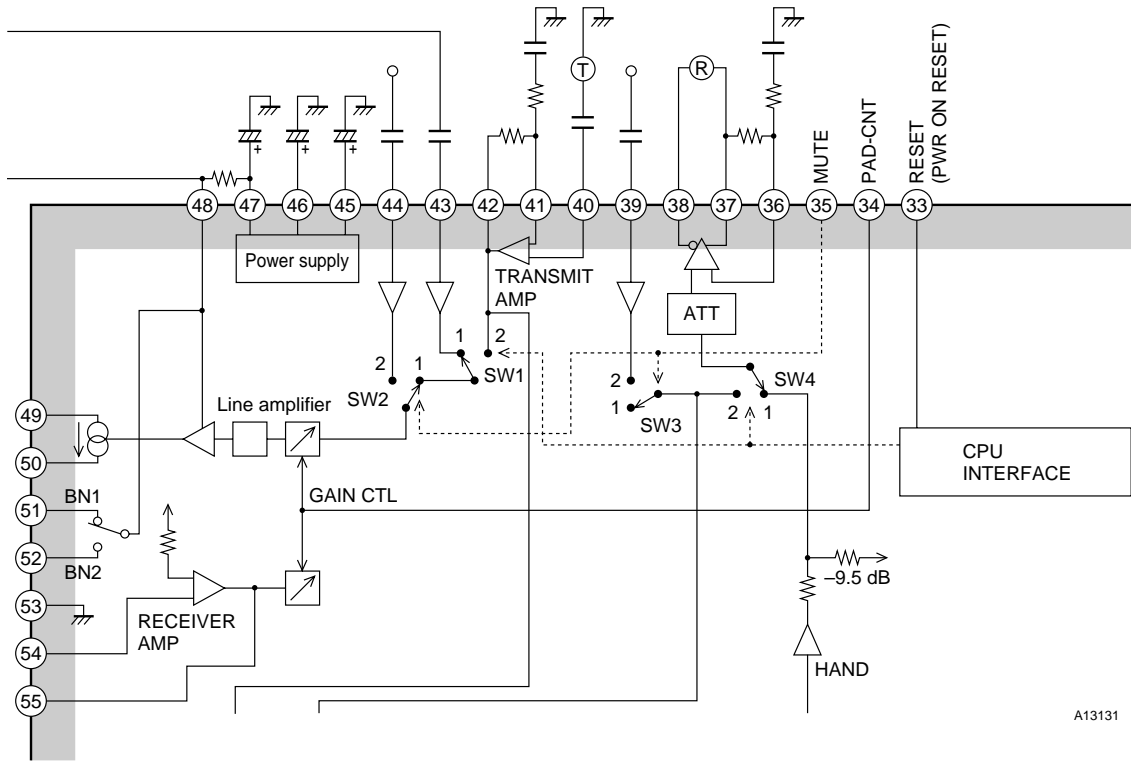 T
R
MUTE
PAD-CNT
RESET
(PWR ON RESET)
+
+
+
48
47
46
45
44
43
42
41
40
39
38
37
36
35
34
33
Power supply
TRANSMIT
AMP
ATT
1
2
2
1
SW1
SW2
2
1
SW3
2
1
SW4
49
50
51
52
53
54
55
Line amplifier
GAIN CTL
CPU
INTERFACE
BN1
BN2
RECEIVER
AMP
–9.5 dB
HAND
A13131